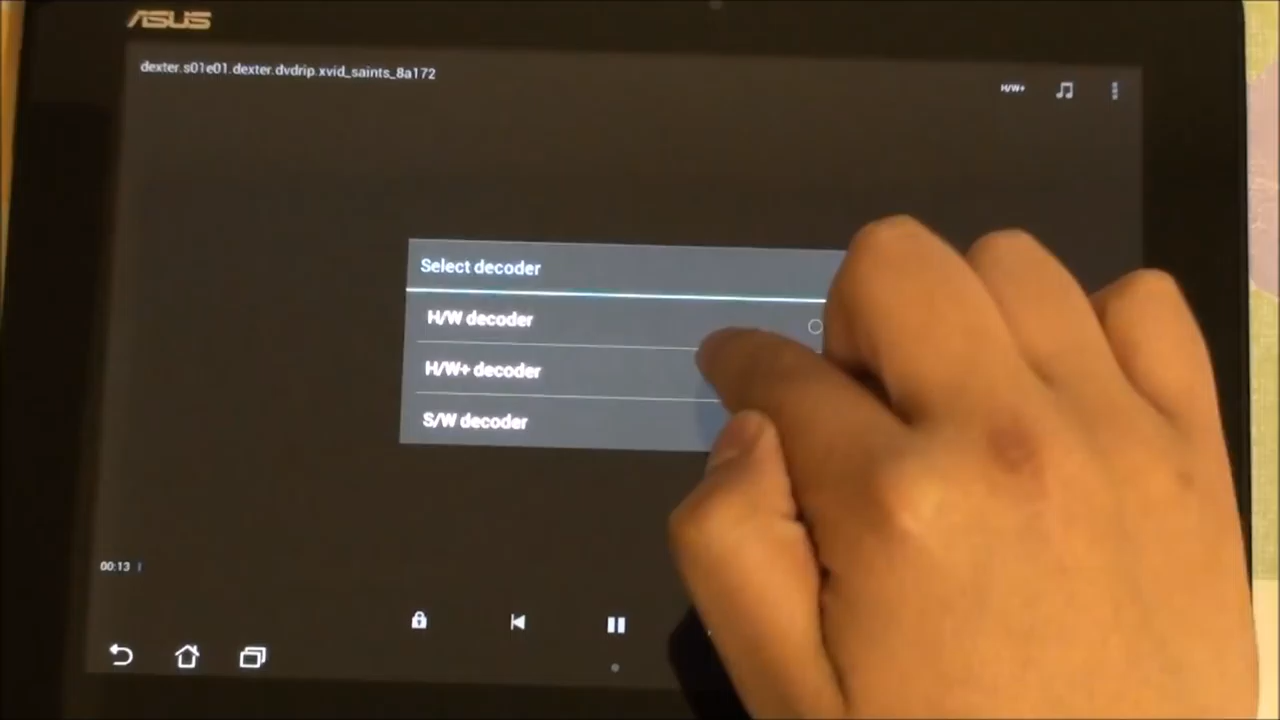 ASUS
dexter.s01e01.dexter.dvdrip.xvid_saints_8a172
H/W+
Select decoder
H/W decoder
H/W+ decoder
S/W decoder
00:13